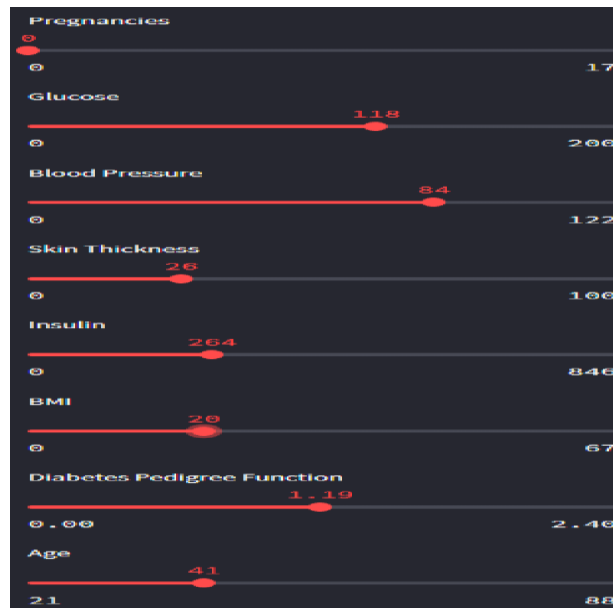 Pregnancies
0
0 17
Glucose
118
0 200
Blood Pressure
84
0 122
Skin Thickness
26
0 100
Insulin
264
0 846
BMI
20
0 67
Diabetes Pedigree Function
1.19
0.00 2.40
Age
41
21 88